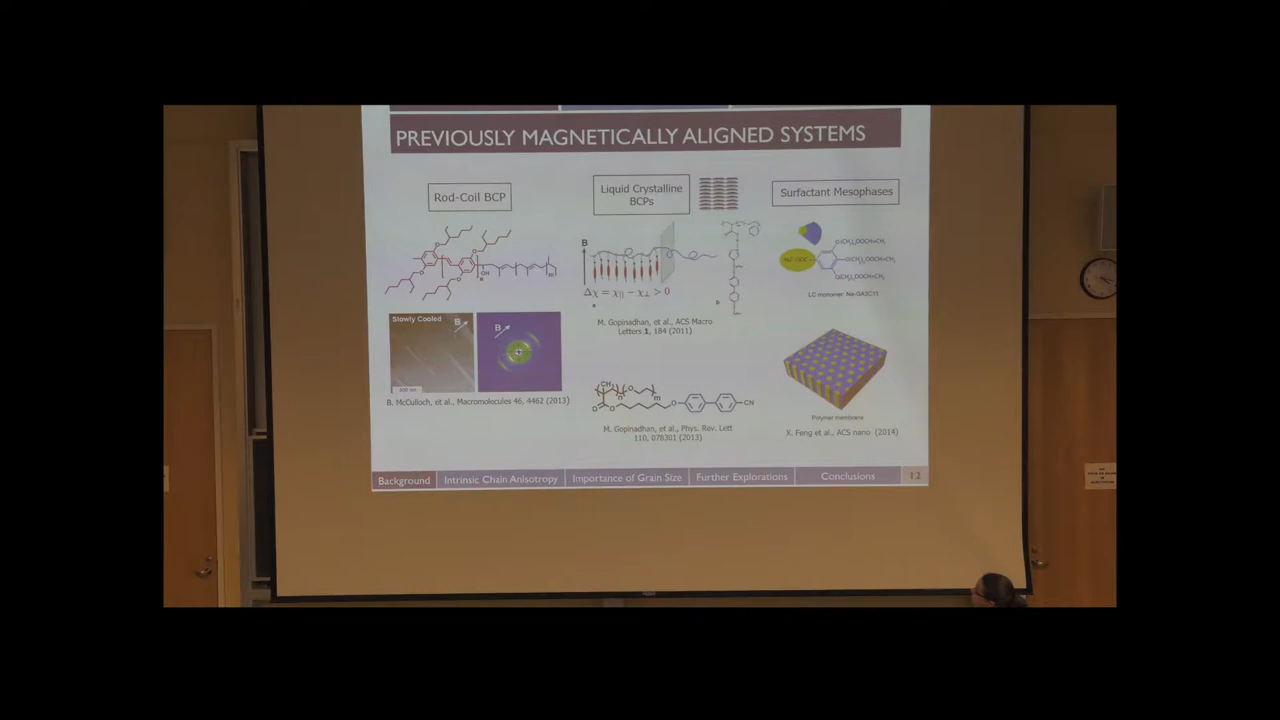 PREVIOUSLY MAGNETICALLY ALIGNED SYSTEMS
Rod-Coil BCP
OH
n
m
Slowly Cooled
B
B
B. McCulloch, et al., Macromolecules 46, 4462 (2013)
Liquid Crystalline
BCPs
B
Δχ = χ|| − χ⊥ > 0
a
b
M. Gopinadhan, et al., ACS Macro
Letters 1, 184 (2011)
CH3
n
O
m
O
O
O
CN
M. Gopinadhan, et al., Phys. Rev. Lett
110, 078301 (2013)
Surfactant Mesophases
LC monomer: Na-GA3C11
Polymer membrane
X. Feng et al., ACS nano (2014)
Background
Intrinsic Chain Anisotropy
Importance of Grain Size
Further Explorations
Conclusions
12